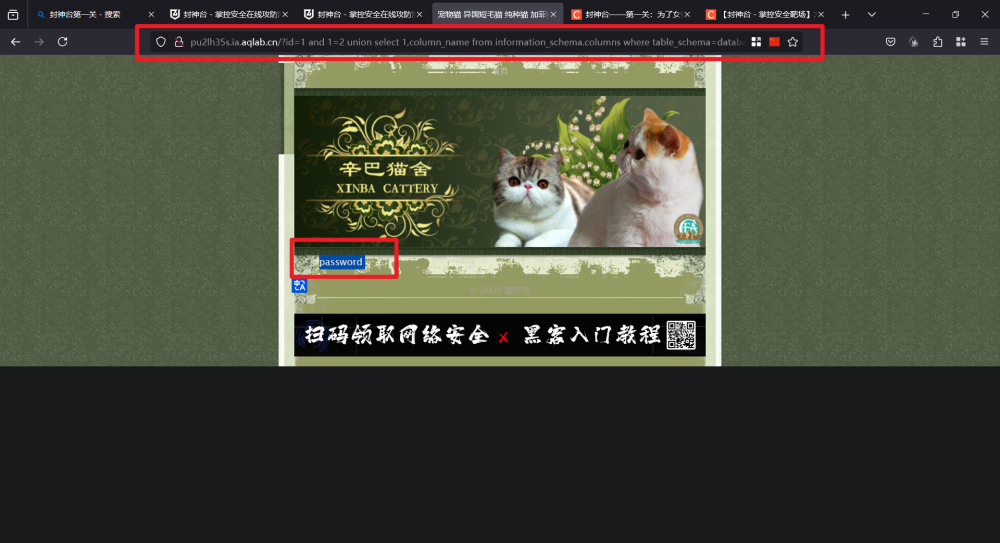 封神台第一关 - 搜索
封神台 - 掌控安全在线攻防
封神台 - 掌控安全在线攻防
宠物猫 异国短毛猫 纯种猫 加菲
封神台——第一关：为了女
【封神台 - 掌控安全靶场】
pu2lh35s.ia.aqlab.cn/?id=1 and 1=2 union select 1,column_name from information_schema.columns where table_schema=datab
辛巴猫舍
XINBA CATTERY
password
扫码领取网络安全 x 黑客入门教程